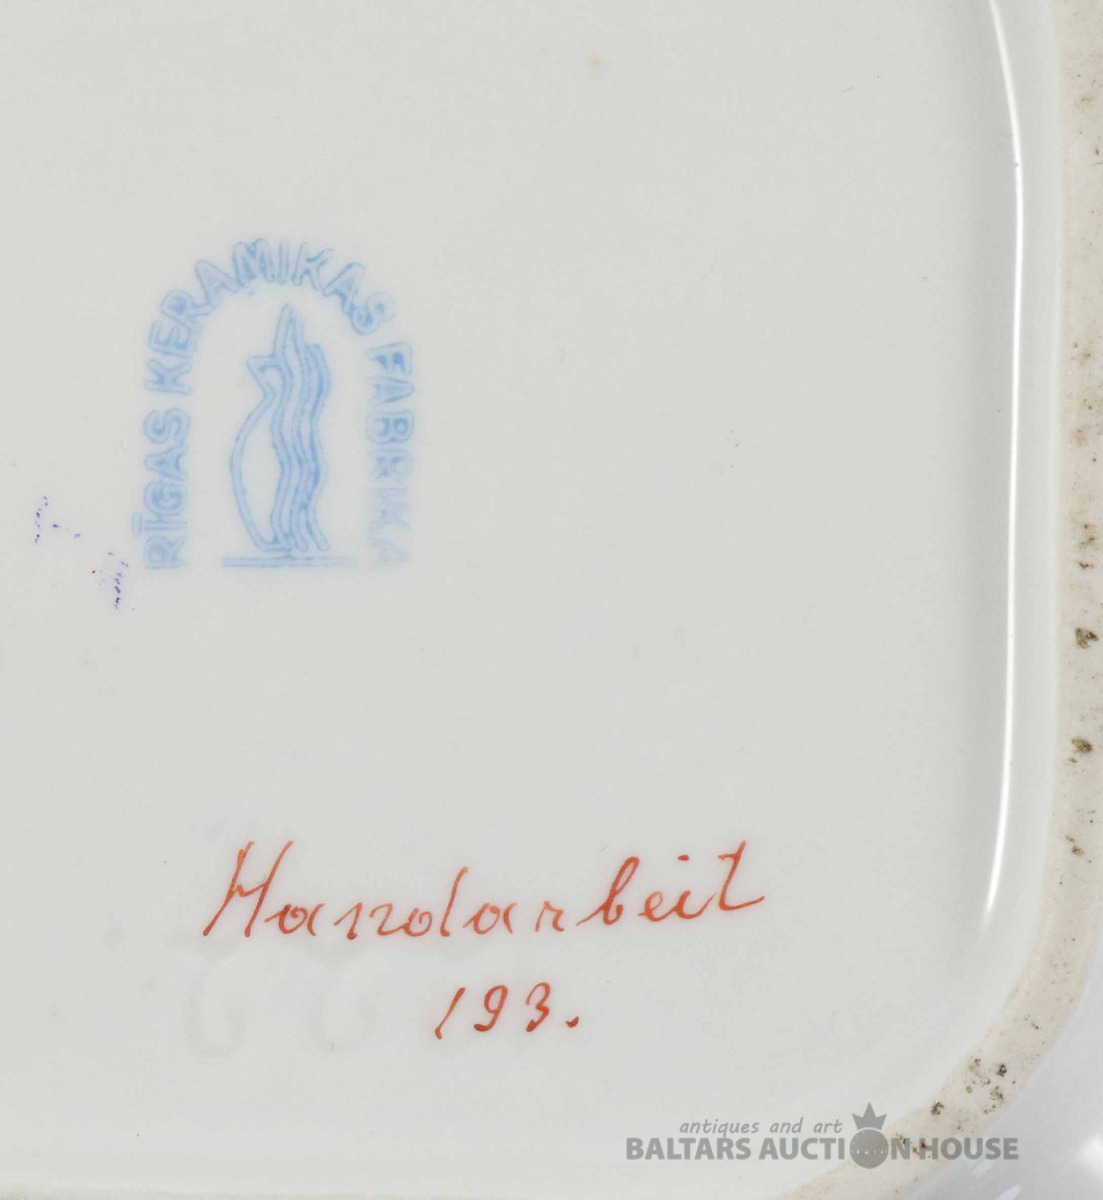 RĪGAS KERAMIKAS FABRIKA
Handarbeit
193.
antiques and art
BALTARS AUCTION HOUSE